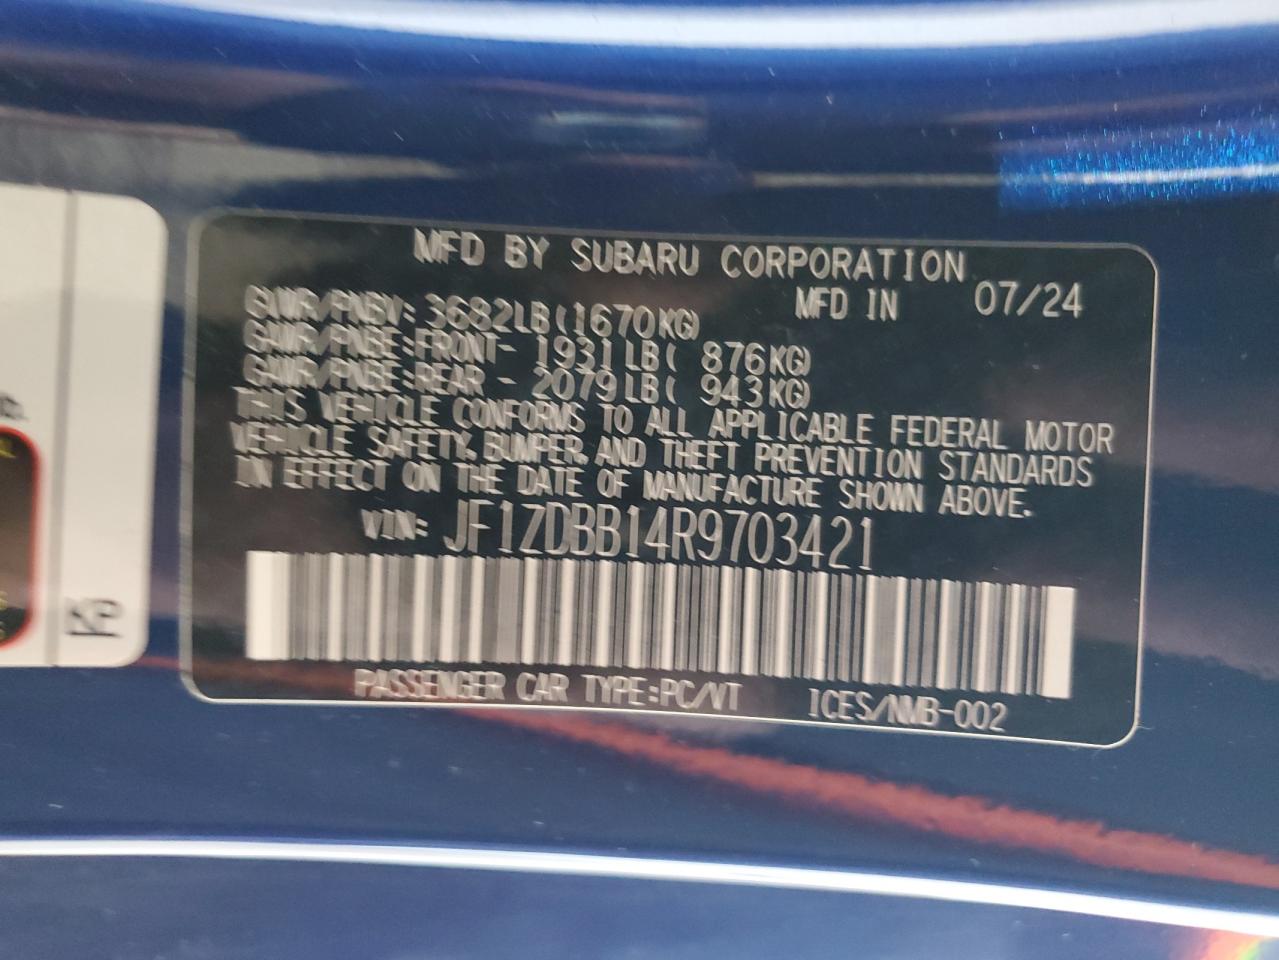 MFD BY SUBARU CORPORATION
MFD IN 07/24
GVWR/PNBV: 3682LB(1670KG)
GAWR/PNBE:FRONT- 1931LB( 876KG)
GAWR/PNBE:REAR - 2079LB( 943KG)
THIS VEHICLE CONFORMS TO ALL APPLICABLE FEDERAL MOTOR
VEHICLE SAFETY, BUMPER, AND THEFT PREVENTION STANDARDS
IN EFFECT ON THE DATE OF MANUFACTURE SHOWN ABOVE.
VIN: JF1ZDBB14R9703421
PASSENGER CAR TYPE:PC/VT ICES/NMB-002
KP